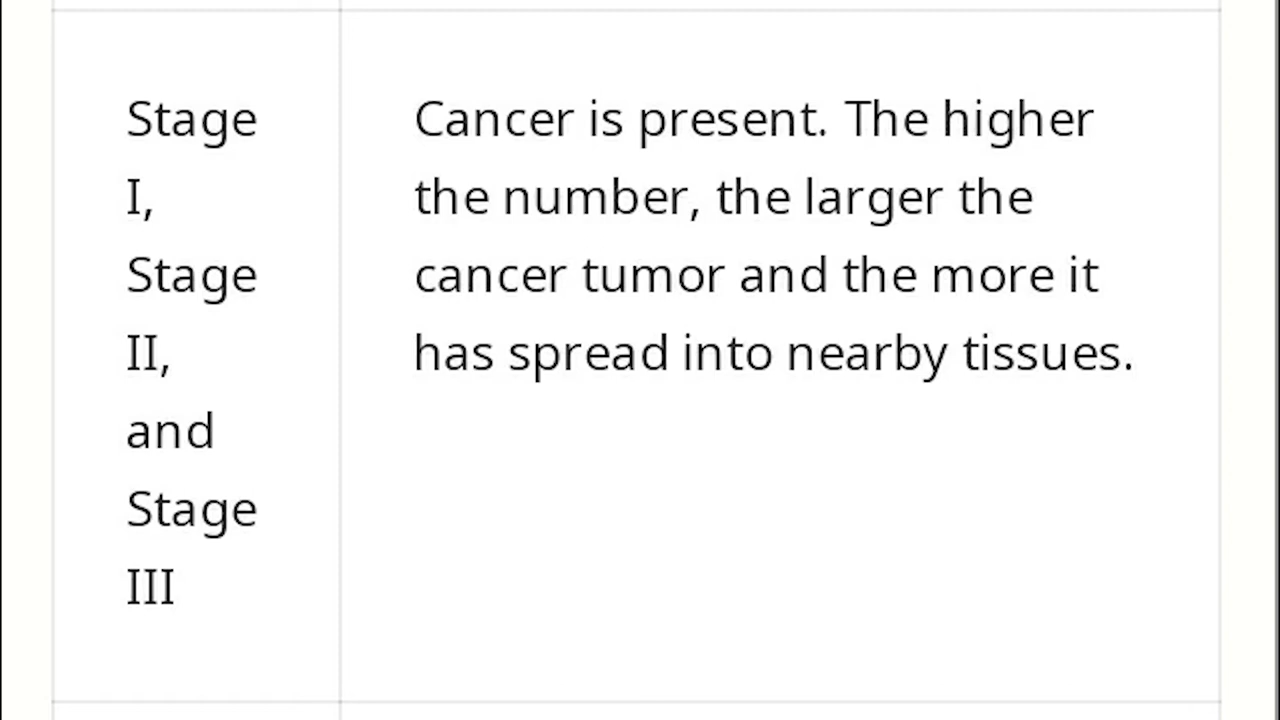 Stage
I,
Stage
II,
and
Stage
III
Cancer is present. The higher
the number, the larger the
cancer tumor and the more it
has spread into nearby tissues.